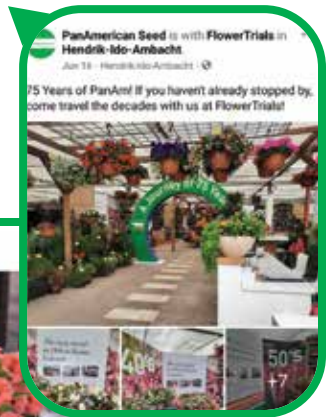 PanAmerican Seed is with FlowerTrials in
Hendrik-Ido-Ambacht.
Jun 16 · Hendrik-Ido-Ambacht ·
75 Years of PanAm! If you haven't already stopped by,
come travel the decades with us at FlowerTrials!
A Journey of 75 Years
40's
50's
+7